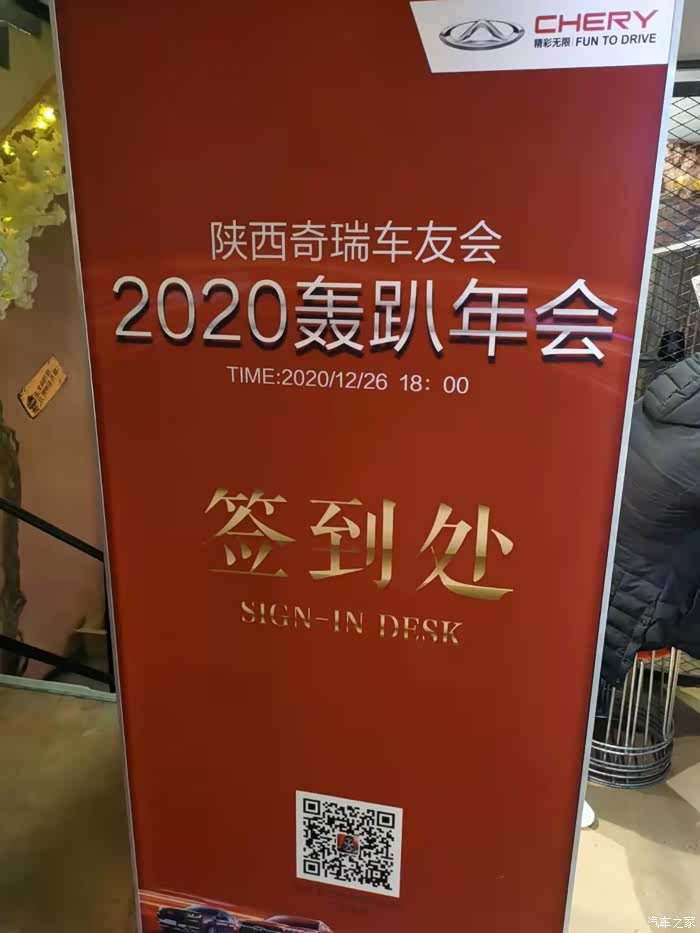 CHERY
精彩无限 FUN TO DRIVE
陕西奇瑞车友会
2020轰趴年会
TIME:2020/12/26 18：00
签到处
SIGN-IN DESK
汽车之家